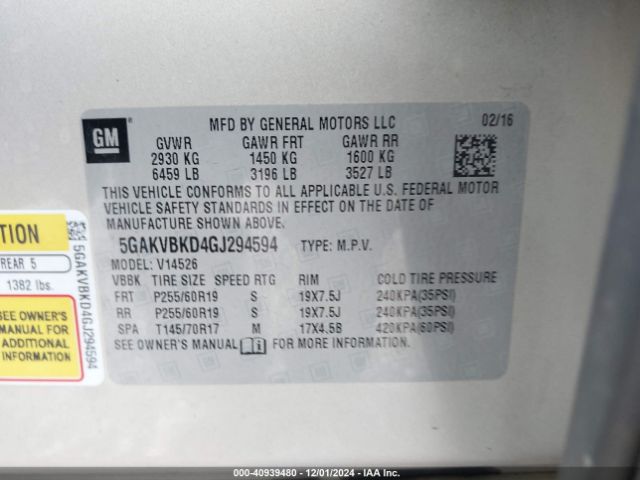 GM
MFD BY GENERAL MOTORS LLC 02/16
GVWR GAWR FRT GAWR RR
2930 KG 1450 KG 1600 KG
6459 LB 3196 LB 3527 LB
THIS VEHICLE CONFORMS TO ALL APPLICABLE U.S. FEDERAL MOTOR
VEHICLE SAFETY STANDARDS IN EFFECT ON THE DATE OF
MANUFACTURE SHOWN ABOVE.
5GAKVBKD4GJ294594 TYPE: M.P.V.
MODEL: V14526
VBBK TIRE SIZE SPEED RTG RIM COLD TIRE PRESSURE
FRT P255/60R19 S 19X7.5J 240KPA(35PSI)
RR P255/60R19 S 19X7.5J 240KPA(35PSI)
SPA T145/70R17 M 17X4.5B 420KPA(60PSI)
SEE OWNER'S MANUAL FOR MORE INFORMATION.
TION
REAR 5
1382 lbs.
SEE OWNER'S
MANUAL FOR
ADDITIONAL
5GAKVBKD4GJ294594
000-40939480 - 12/01/2024 - IAAI.COM